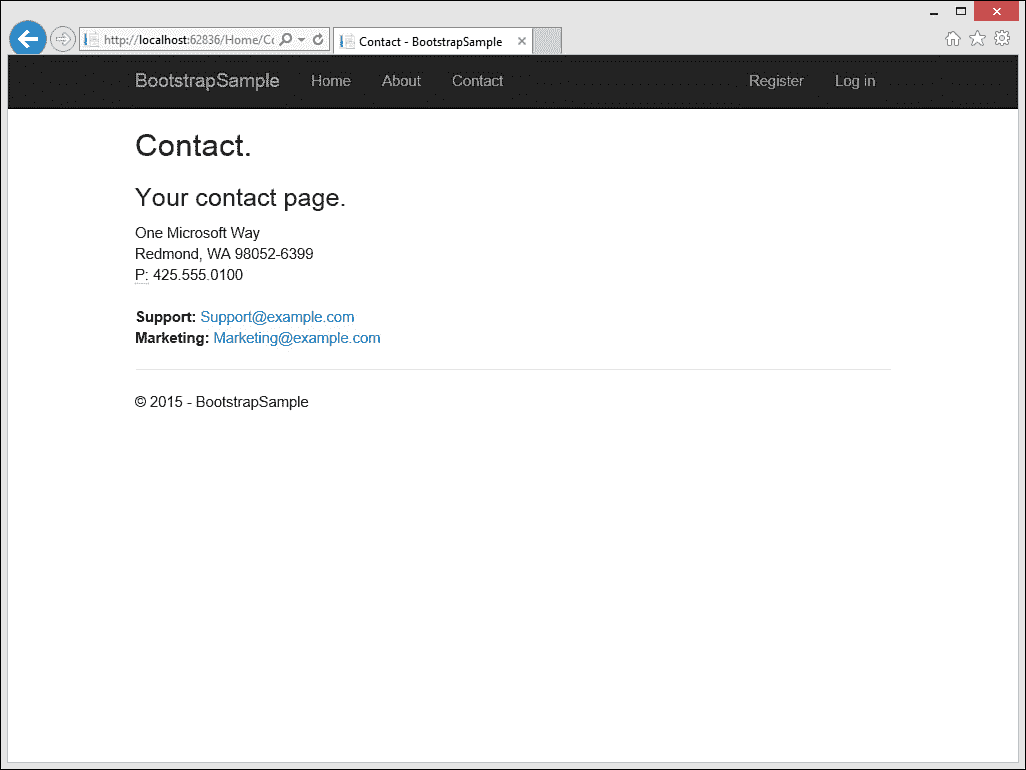 http://localhost:62836/Home/Cc
Contact - BootstrapSample
BootstrapSample Home About Contact Register Log in
Contact.
Your contact page.
One Microsoft Way
Redmond, WA 98052-6399
P: 425.555.0100
Support: Support@example.com
Marketing: Marketing@example.com
© 2015 - BootstrapSample